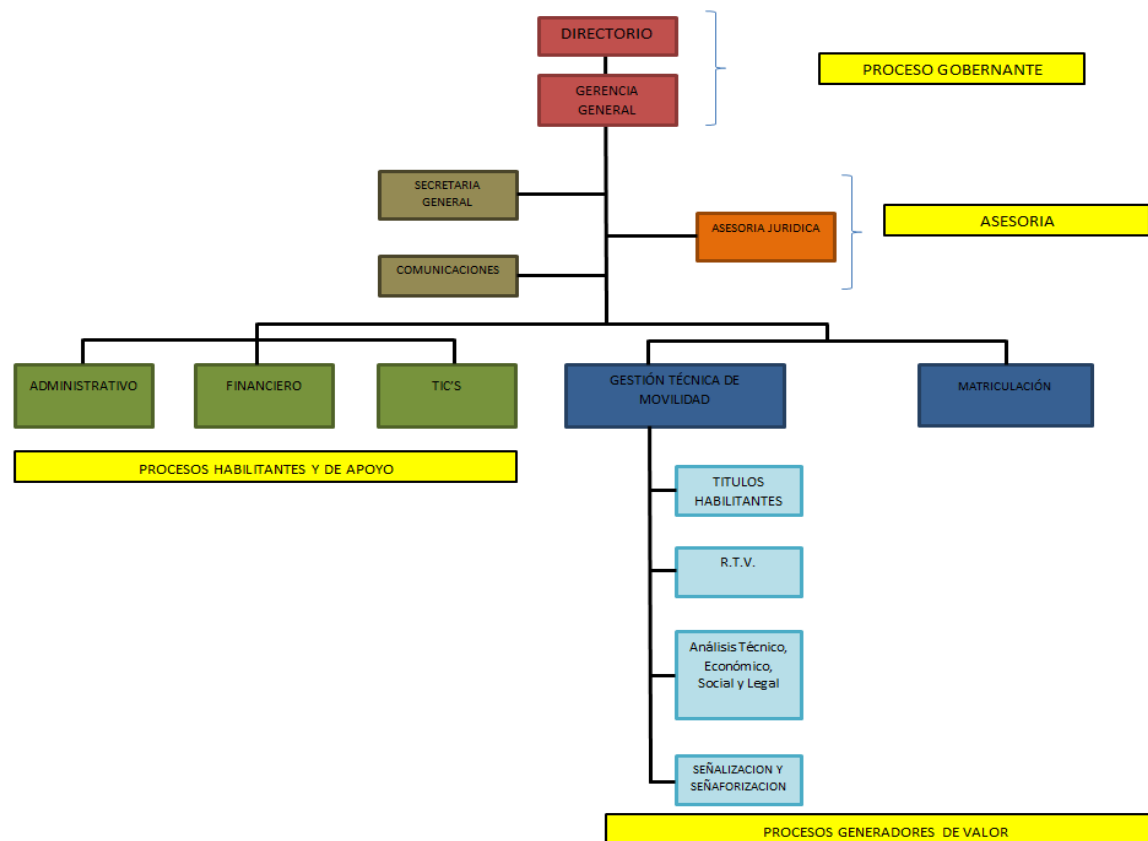 DIRECTORIO
PROCESO GOBERNANTE
GERENCIA
GENERAL
SECRETARIA
GENERAL
ASESORIA JURIDICA
ASESORIA
COMUNICACIONES
ADMINISTRATIVO
FINANCIERO
TIC'S
GESTIÓN TÉCNICA DE
MOVILIDAD
MATRICULACIÓN
PROCESOS HABILITANTES Y DE APOYO
TITULOS
HABILITANTES
R.T.V.
Análisis Técnico,
Económico,
Social y Legal
SEÑALIZACION Y
SEÑAFORIZACION
PROCESOS GENERADORES DE VALOR